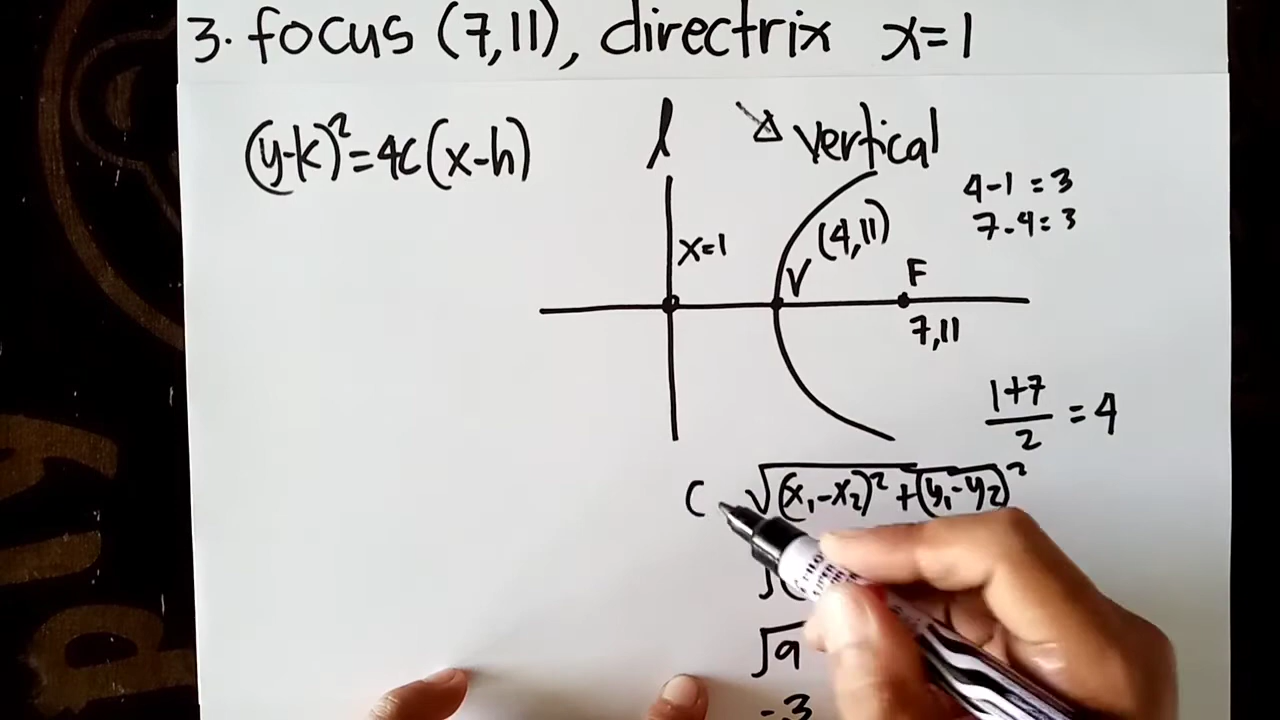 3. focus (7,11), directrix x=1
(y-k)²=4c(x-h)
l
vertical
4-1=3
7-4=3
x=1
(4,11)
V
F
7,11
1+7
2
=4
C
√(x₁-x₂)²+(y₁-y₂)²
√9